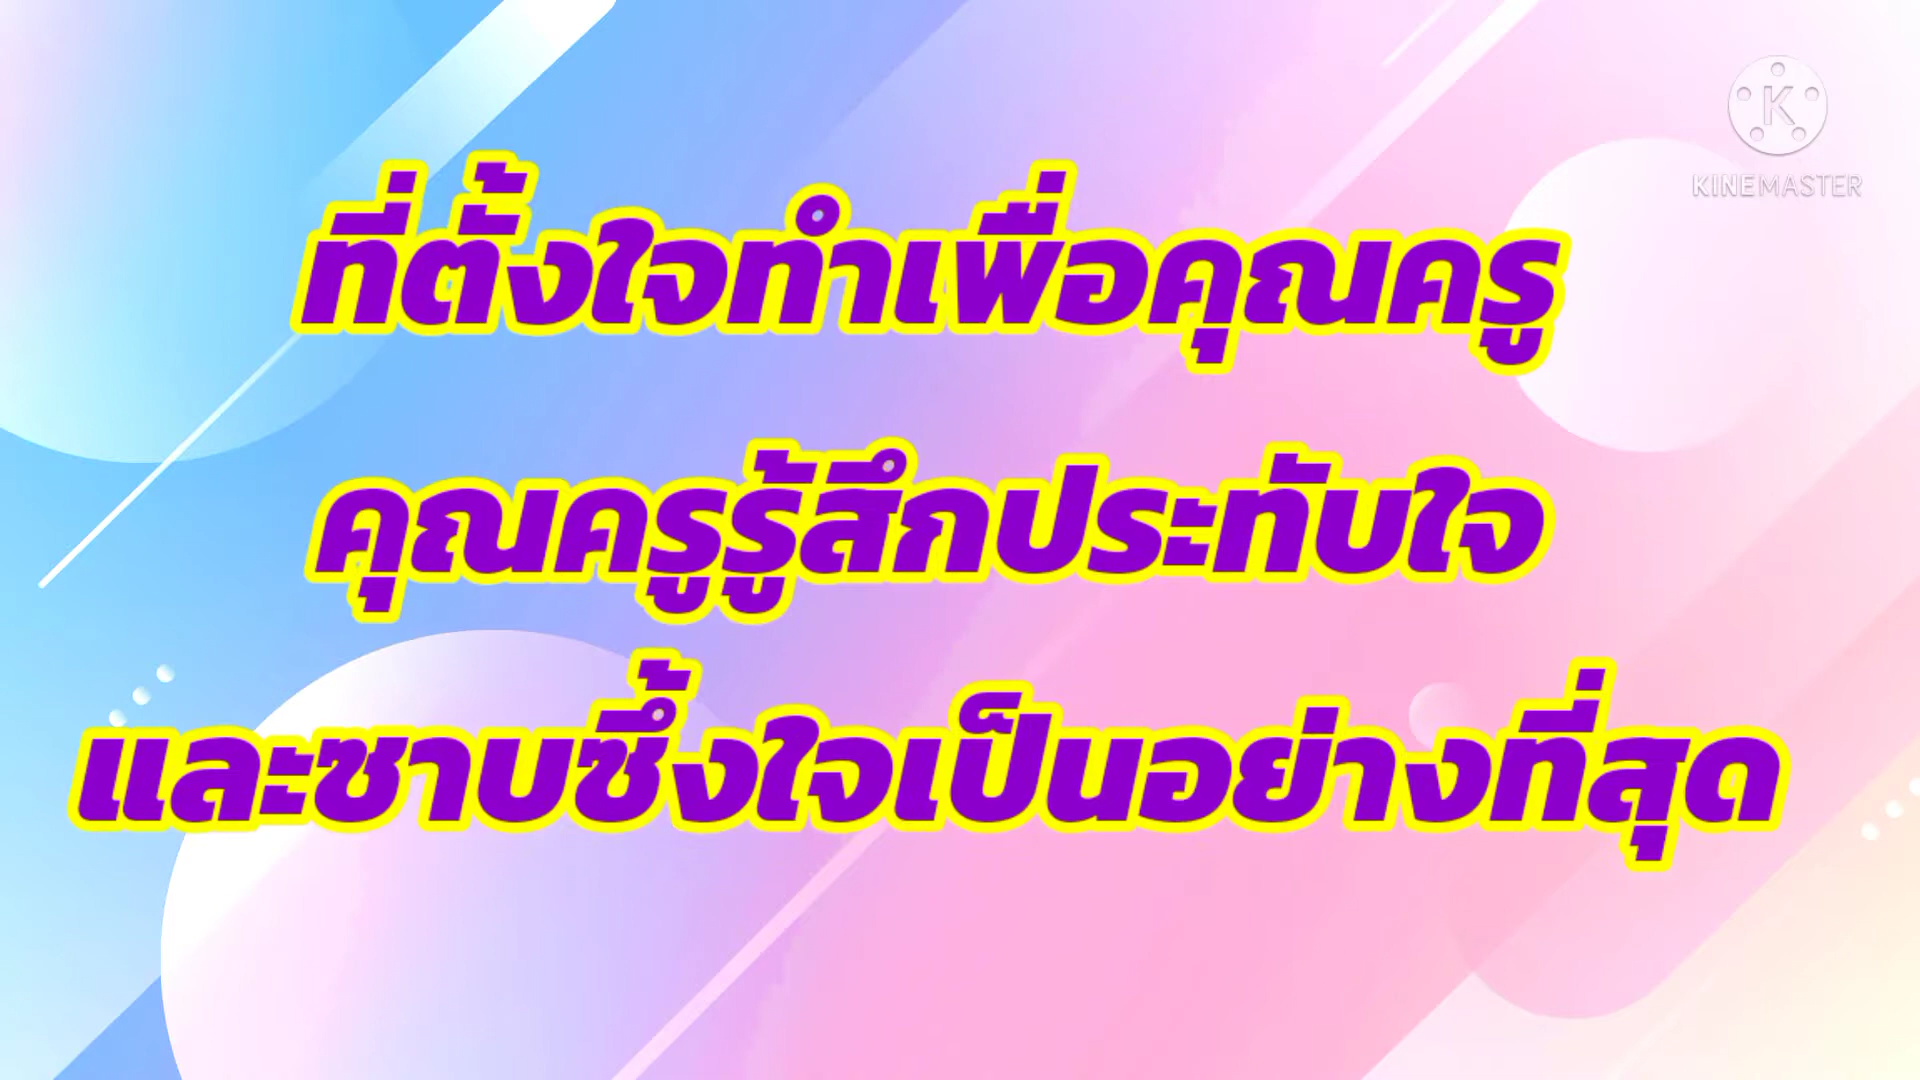 KINEMASTER
ที่ตั้งใจทำเพื่อคุณครู
คุณครูรู้สึกประทับใจ
และซาบซึ้งใจเป็นอย่างที่สุด